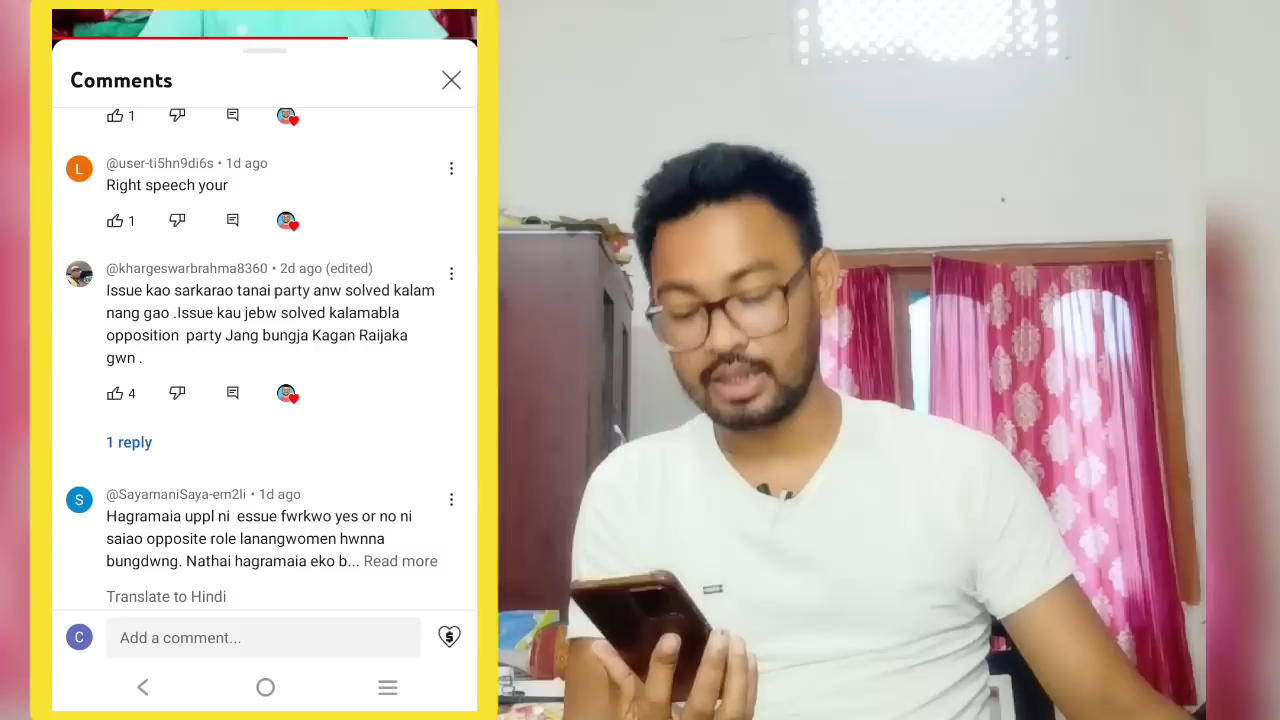 Comments
1
L
@user-ti5hn9di6s • 1d ago
Right speech your
1
@khargeswarbrahma8360 • 2d ago (edited)
Issue kao sarkarao tanai party anw solved kalam
nang gao .Issue kau jebw solved kalamabla
opposition party Jang bungja Kagan Raijaka
gwn .
4
1 reply
S
@SayamaniSaya-em2li • 1d ago
Hagramaia uppl ni essue fwrkwo yes or no ni
saiao opposite role lanangwomen hwnna
bungdwng. Nathai hagramaia eko b... Read more
Translate to Hindi
C
Add a comment...
$